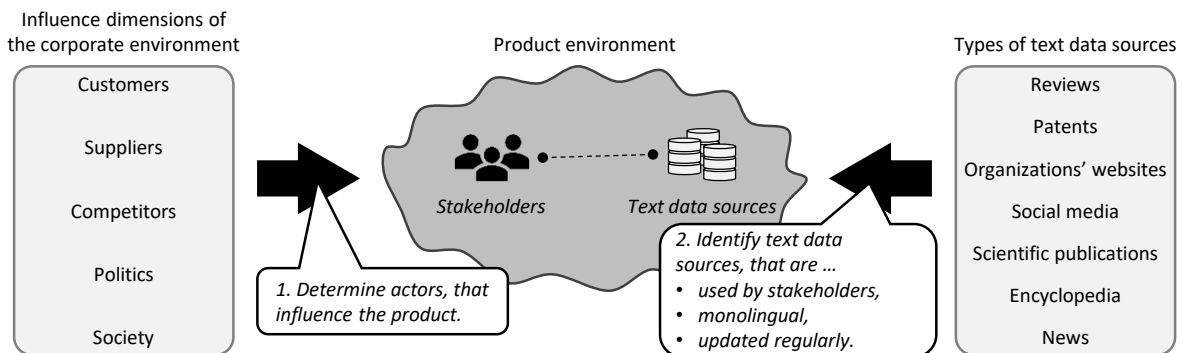 Influence dimensions of
the corporate environment
Customers
Suppliers
Competitors
Politics
Society
Product environment
Stakeholders
Text data sources
1. Determine actors, that
influence the product.
2. Identify text data
sources, that are …
• used by stakeholders,
• monolingual,
• updated regularly.
Types of text data sources
Reviews
Patents
Organizations’ websites
Social media
Scientific publications
Encyclopedia
News